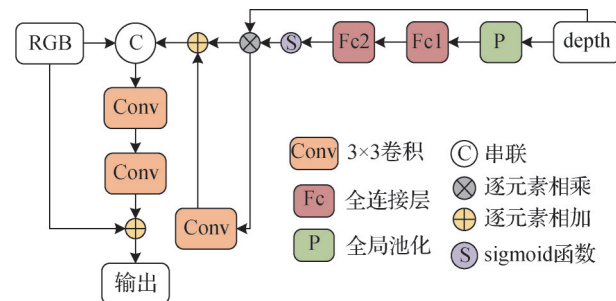 RGB
C
S
Fc2
Fc1
P
depth
Conv
Conv
Conv
输出
Conv 3×3卷积
Fc 全连接层
P 全局池化
C 串联
逐元素相乘
逐元素相加
S sigmoid函数